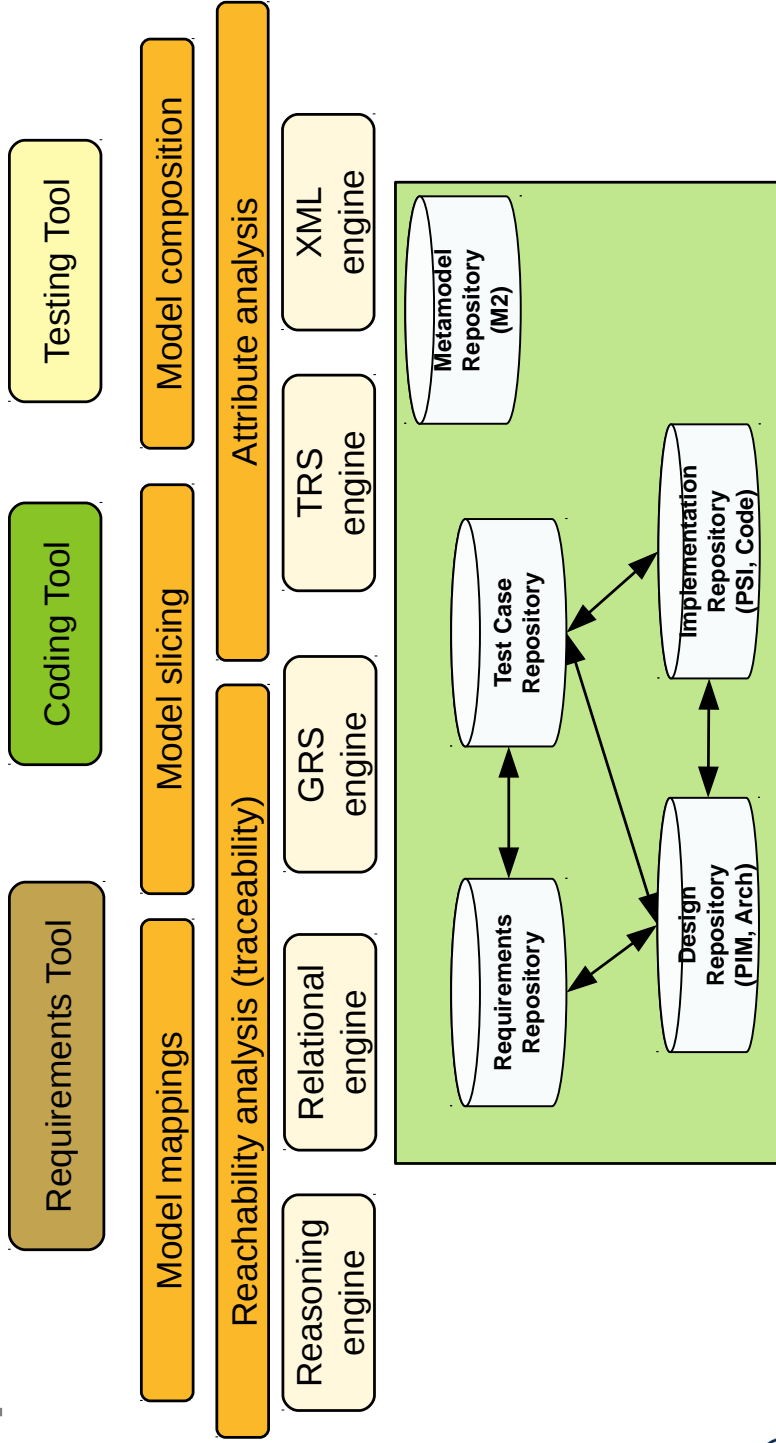 Requirements Tool
Coding Tool
Testing Tool
Model mappings
Model slicing
Model composition
Reachability analysis (traceability)
Attribute analysis
Reasoning
engine
Relational
engine
GRS
engine
TRS
engine
XML
engine
Requirements
Repository
Test Case
Repository
Metamodel
Repository
(M2)
Design
Repository
(PIM, Arch)
Implementation
Repository
(PSI, Code)